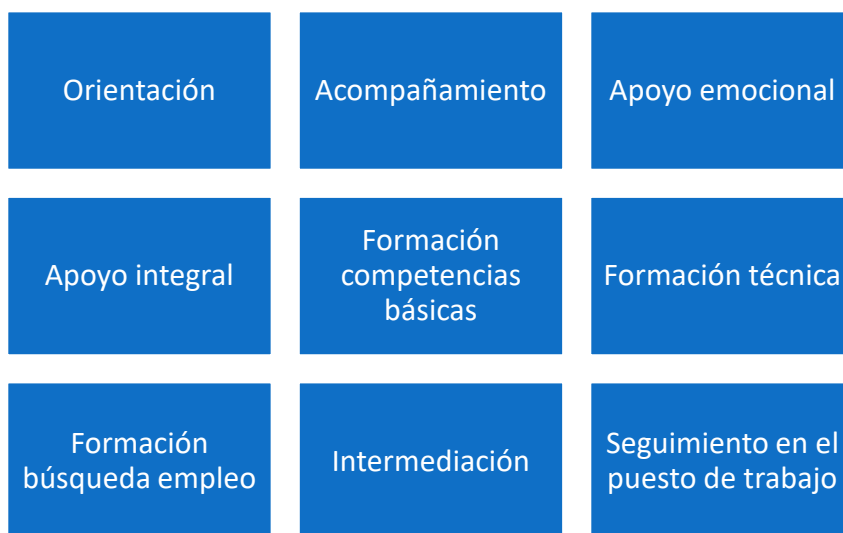 Orientación
Acompañamiento
Apoyo emocional
Apoyo integral
Formación
competencias
básicas
Formación técnica
Formación
búsqueda empleo
Intermediación
Seguimiento en el
puesto de trabajo